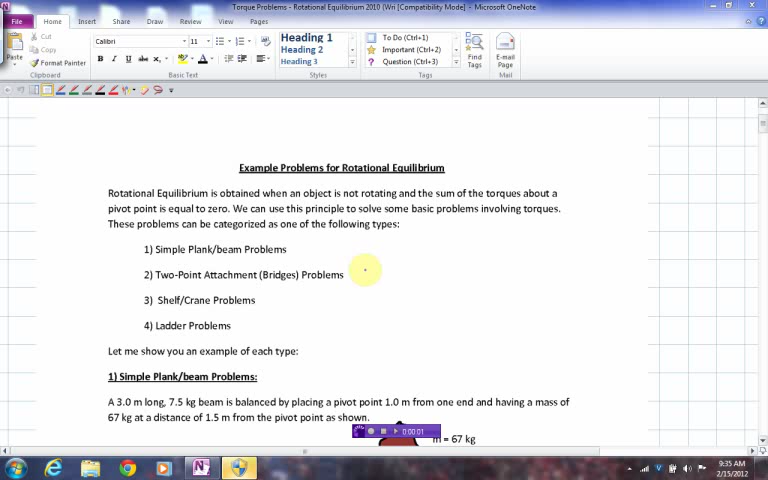 Torque Problems - Rotational Equilibrium 2010 (Wri [Compatibility Mode] - Microsoft OneNote
File Home Insert Share Draw Review View Pages
Paste
Cut
Copy
Format Painter
Clipboard
Calibri 11
B I U abc x₂ A
Basic Text
Heading 1
Heading 2
Heading 3
Styles
To Do (Ctrl+1)
Important (Ctrl+2)
Question (Ctrl+3)
Tags
Find Tags
E-mail Page
Mail
Example Problems for Rotational Equilibrium
Rotational Equilibrium is obtained when an object is not rotating and the sum of the torques about a
pivot point is equal to zero. We can use this principle to solve some basic problems involving torques.
These problems can be categorized as one of the following types:
1) Simple Plank/beam Problems
2) Two-Point Attachment (Bridges) Problems
3) Shelf/Crane Problems
4) Ladder Problems
Let me show you an example of each type:
1) Simple Plank/beam Problems:
A 3.0 m long, 7.5 kg beam is balanced by placing a pivot point 1.0 m from one end and having a mass of
67 kg at a distance of 1.5 m from the pivot point as shown.
0:00:01
m = 67 kg
9:35 AM
2/15/2012